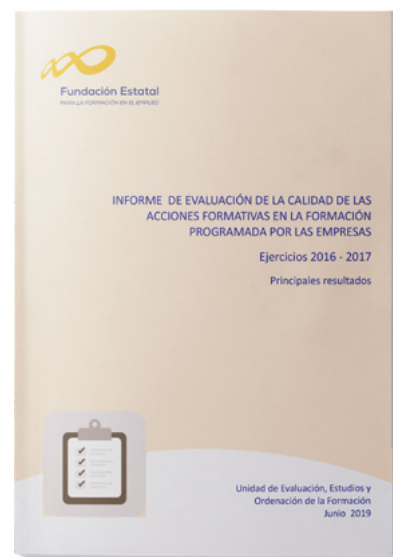 Fundación Estatal
PARA LA FORMACIÓN EN EL EMPLEO
INFORME DE EVALUACIÓN DE LA CALIDAD DE LAS
ACCIONES FORMATIVAS EN LA FORMACIÓN
PROGRAMADA POR LAS EMPRESAS
Ejercicios 2016 - 2017
Principales resultados
Unidad de Evaluación, Estudios y
Ordenación de la Formación
Junio 2019